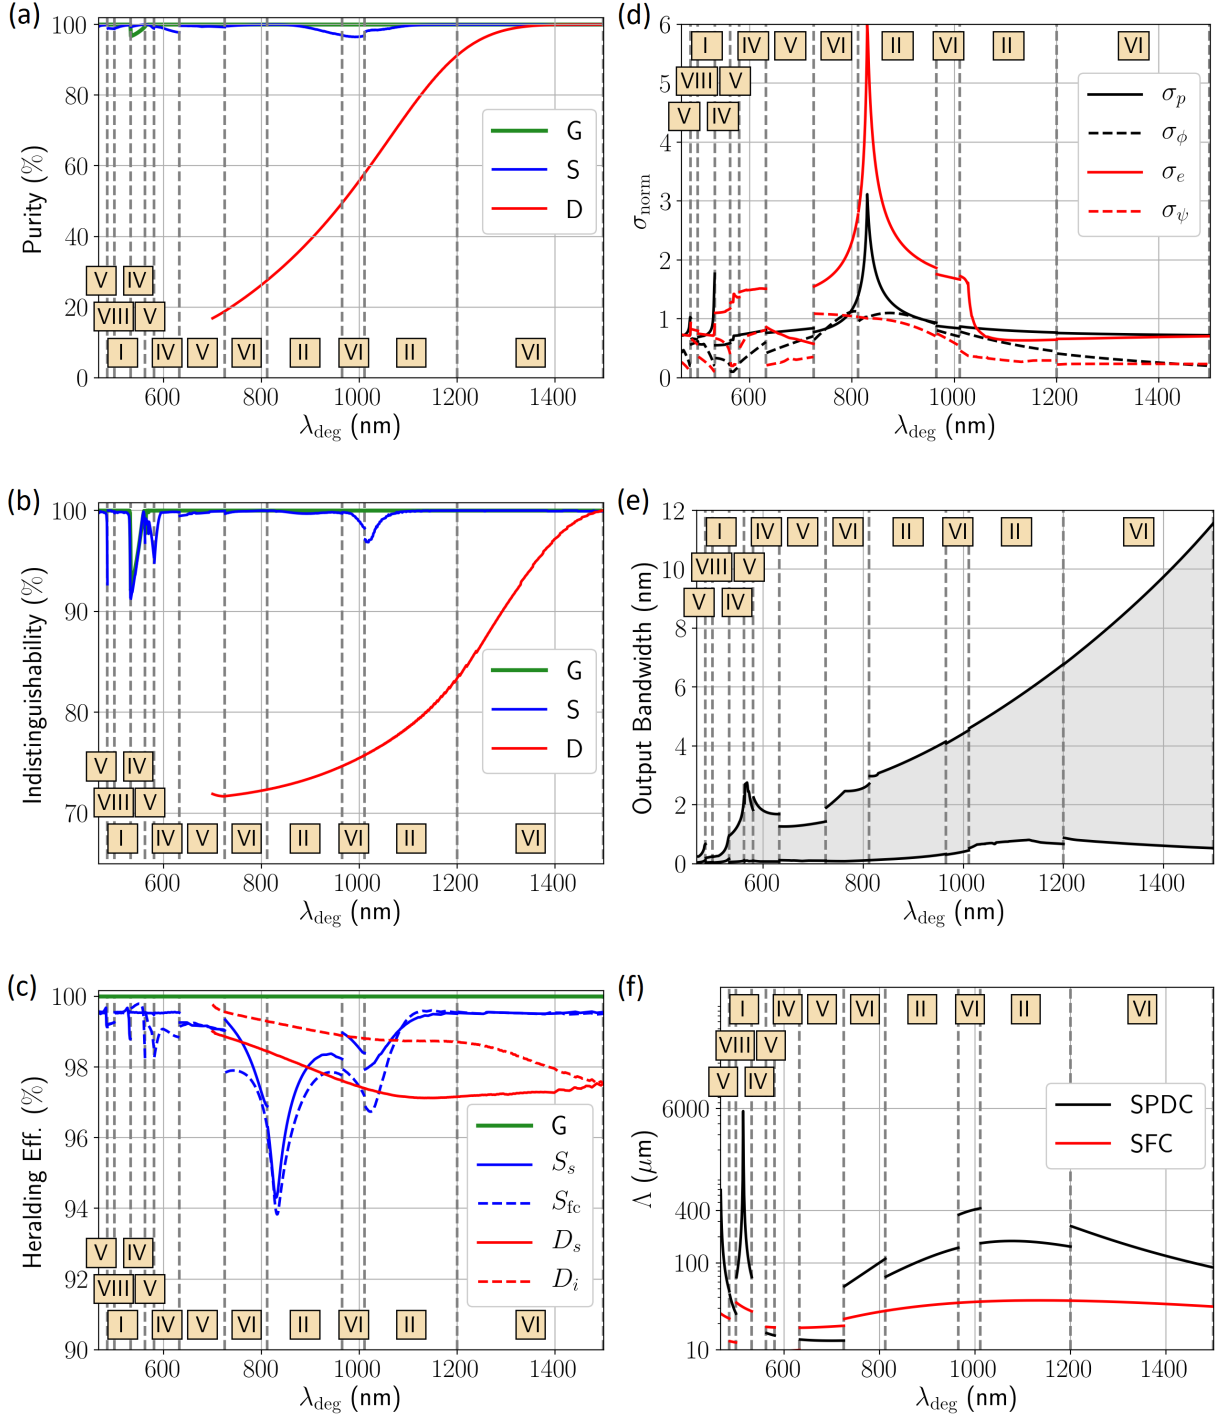 (a)
100
80
60
40
20
0
Purity (%)
G
S
D
V IV
VIII V
I IV V VI II VI II VI
600 800 1000 1200 1400
λdeg (nm)
(d)
6
5
4
3
2
1
0
σnorm
I IV V VI II VI II VI
VIII V
V IV
σp
σϕ
σe
σψ
600 800 1000 1200 1400
λdeg (nm)
(b)
100
90
80
70
Indistinguishability (%)
G
S
D
V IV
VIII V
I IV V VI II VI II VI
600 800 1000 1200 1400
λdeg (nm)
(e)
12
10
8
6
4
2
0
Output Bandwidth (nm)
I IV V VI II VI II VI
VIII V
V IV
600 800 1000 1200 1400
λdeg (nm)
(c)
100
98
96
94
92
90
Heralding Eff. (%)
G
Ss
Sfc
Ds
Di
V IV
VIII V
I IV V VI II VI II VI
600 800 1000 1200 1400
λdeg (nm)
(f)
6000
400
100
10
Λ (μm)
I IV V VI II VI II VI
VIII V
V IV
SPDC
SFC
600 800 1000 1200 1400
λdeg (nm)